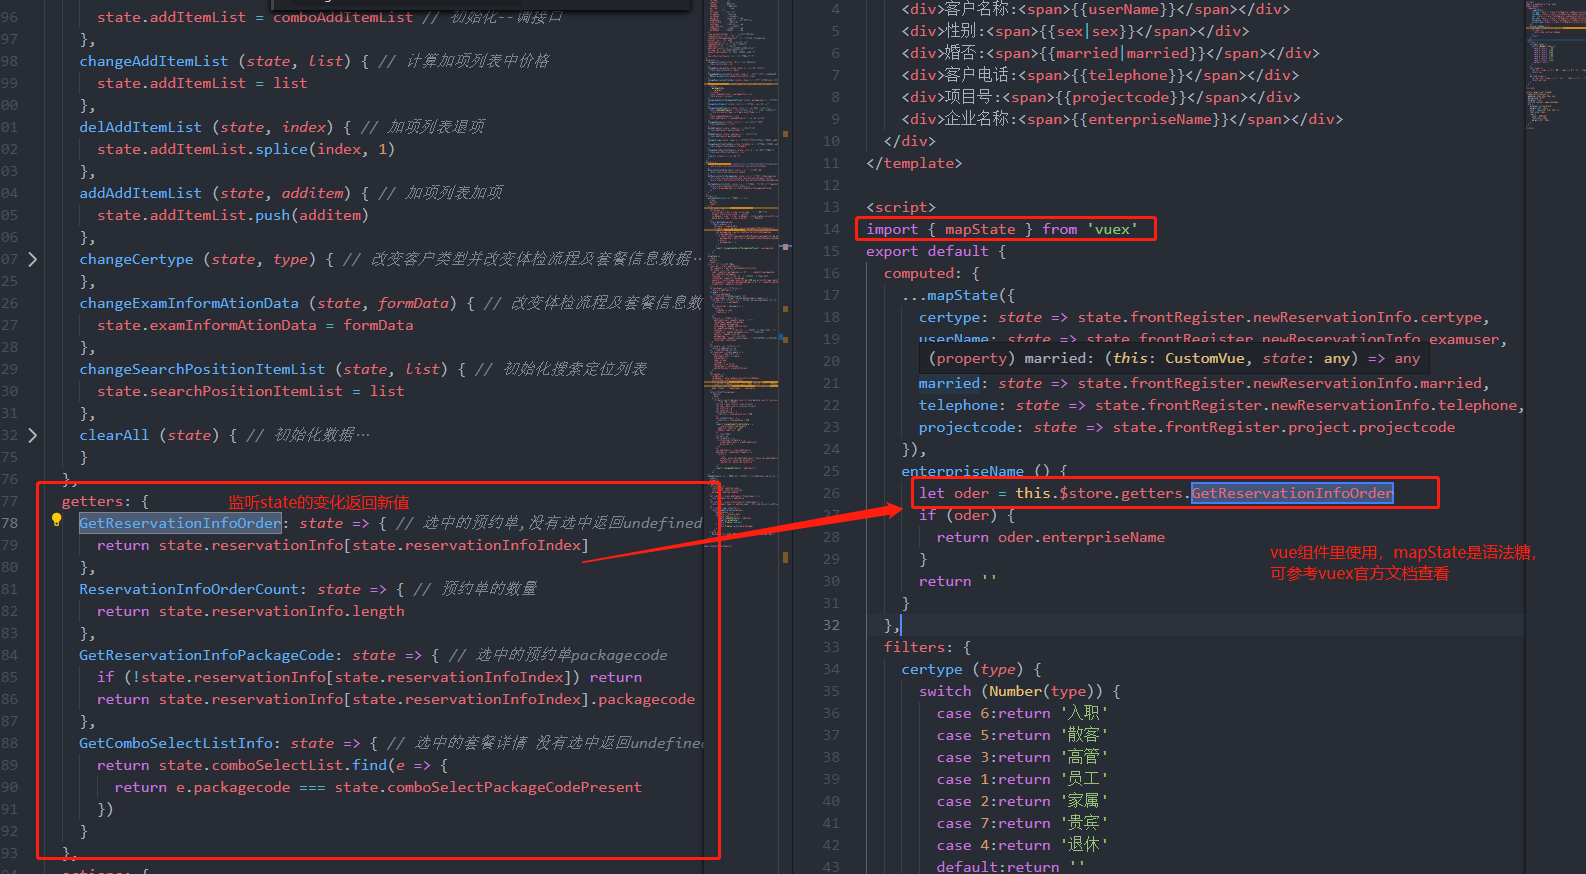 96 state.addItemList = comboAddItemList // 初始化--调接口
97 },
98 changeAddItemList (state, list) { // 计算加项列表中价格
99 state.addItemList = list
00 },
01 delAddItemList (state, index) { // 加项列表退项
02 state.addItemList.splice(index, 1)
03 },
04 addAddItemList (state, additem) { // 加项列表加项
05 state.addItemList.push(additem)
06 },
07 changeCertype (state, type) { // 改变客户类型并改变体检流程及套餐信息数据…
25 },
26 changeExamInformAtionData (state, formData) { // 改变体检流程及套餐信息数
27 state.examInformAtionData = formData
28 },
29 changeSearchPositionItemList (state, list) { // 初始化搜索定位列表
30 state.searchPositionItemList = list
31 },
32 clearAll (state) { // 初始化数据…
75 }
76 },
77 getters: { 监听state的变化返回新值
78 GetReservationInfoOrder: state => { // 选中的预约单,没有选中返回undefined
79 return state.reservationInfo[state.reservationInfoIndex]
80 },
81 ReservationInfoOrderCount: state => { // 预约单的数量
82 return state.reservationInfo.length
83 },
84 GetReservationInfoPackageCode: state => { // 选中的预约单packagecode
85 if (!state.reservationInfo[state.reservationInfoIndex]) return
86 return state.reservationInfo[state.reservationInfoIndex].packagecode
87 },
88 GetComboSelectListInfo: state => { // 选中的套餐详情 没有选中返回undefined
89 return state.comboSelectList.find(e => {
90 return e.packagecode === state.comboSelectPackageCodePresent
91 })
92 }
93 },
4 <div>客户名称:<span>{{userName}}</span></div>
5 <div>性别:<span>{{sex|sex}}</span></div>
6 <div>婚否:<span>{{married|married}}</span></div>
7 <div>客户电话:<span>{{telephone}}</span></div>
8 <div>项目号:<span>{{projectcode}}</span></div>
9 <div>企业名称:<span>{{enterpriseName}}</span></div>
10 </div>
11 </template>
12
13 <script>
14 import { mapState } from 'vuex'
15 export default {
16 computed: {
17 ...mapState({
18 certype: state => state.frontRegister.newReservationInfo.certype,
19 userName: state => state.frontRegister.newReservationInfo.examuser,
20 (property) married: (this: CustomVue, state: any) => any
21 married: state => state.frontRegister.newReservationInfo.married,
22 telephone: state => state.frontRegister.newReservationInfo.telephone,
23 projectcode: state => state.frontRegister.project.projectcode
24 }),
25 enterpriseName () {
26 let oder = this.$store.getters.GetReservationInfoOrder
27 if (oder) {
28 return oder.enterpriseName
29 }
30 return ''
31 }
32 },
33 filters: {
34 certype (type) {
35 switch (Number(type)) {
36 case 6:return '入职'
37 case 5:return '散客'
38 case 3:return '高管'
39 case 1:return '员工'
40 case 2:return '家属'
41 case 7:return '贵宾'
42 case 4:return '退休'
43 default:return ''
vue组件里使用，mapState是语法糖，
可参考vuex官方文档查看